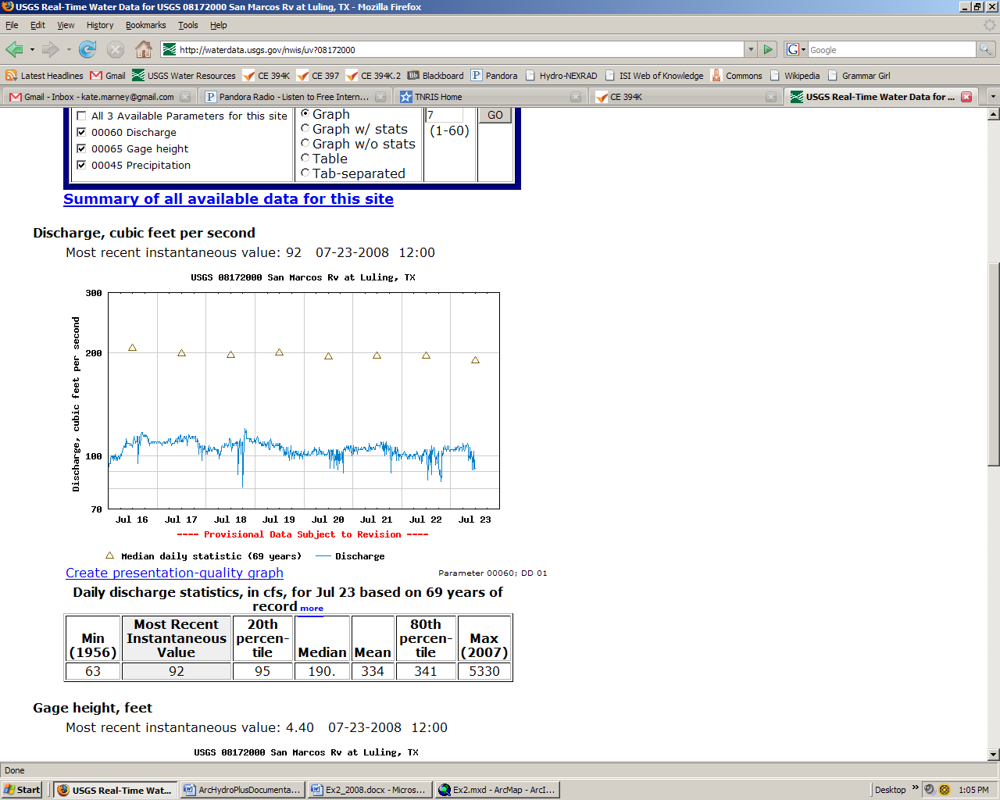 USGS Real-Time Water Data for USGS 08172000 San Marcos Rv at Luling, TX - Mozilla Firefox
File Edit View History Bookmarks Tools Help
http://waterdata.usgs.gov/nwis/uv?08172000
G Google
Latest Headlines Gmail USGS Water Resources CE 394K CE 397 CE 394K.2 Bb Blackboard P Pandora Hydro-NEXRAD ISI Web of Knowledge Commons Wikipedia Grammar Girl
Gmail - Inbox - kate.marney@gmail.com P Pandora Radio - Listen to Free Intern... TNRIS Home CE 394K USGS Real-Time Water Data for ...
All 3 Available Parameters for this site
00060 Discharge
00065 Gage height
00045 Precipitation
Graph
Graph w/ stats
Graph w/o stats
Table
Tab-separated
7
(1-60)
GO
Summary of all available data for this site
Discharge, cubic feet per second
Most recent instantaneous value: 92 07-23-2008 12:00
USGS 08172000 San Marcos Rv at Luling, TX
Discharge, cubic feet per second
300
200
100
70
Jul 16 Jul 17 Jul 18 Jul 19 Jul 20 Jul 21 Jul 22 Jul 23
---- Provisional Data Subject to Revision ----
Median daily statistic (69 years) Discharge
Create presentation-quality graph Parameter 00060; DD 01
Daily discharge statistics, in cfs, for Jul 23 based on 69 years of
record more
Min
(1956)
Most Recent
Instantaneous
Value
20th
percen-
tile
Median
Mean
80th
percen-
tile
Max
(2007)
63 92 95 190. 334 341 5330
Gage height, feet
Most recent instantaneous value: 4.40 07-23-2008 12:00
USGS 08172000 San Marcos Rv at Luling, TX
Done
Start USGS Real-Time Wat... ArcHydroPlusDocumenta... Ex2_2008.docx - Micros... Ex2.mxd - ArcMap - ArcI... Desktop » 1:05 PM